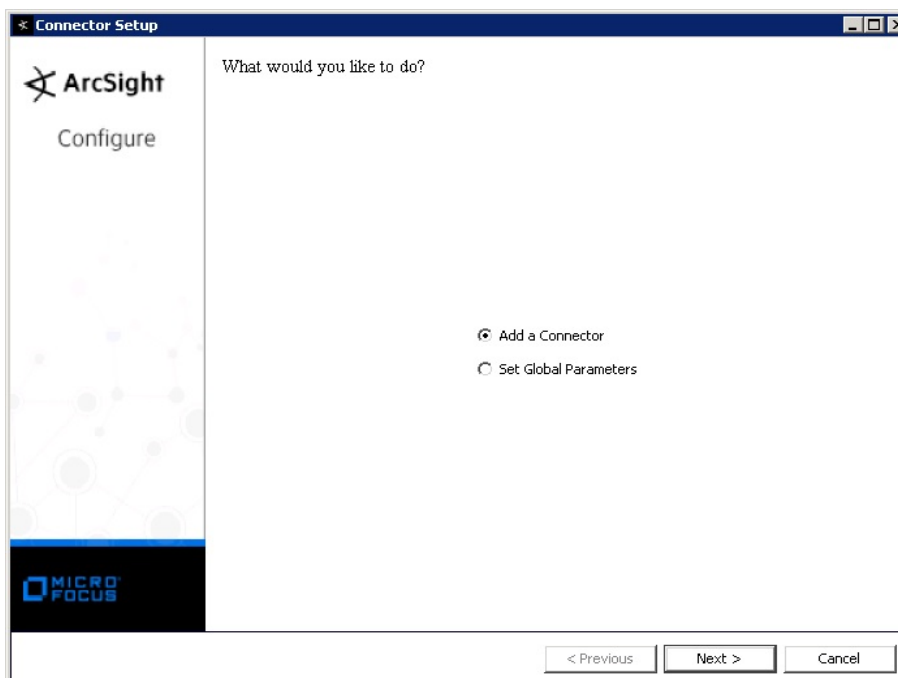 Connector Setup
ArcSight
Configure
What would you like to do?
Add a Connector
Set Global Parameters
MICRO
FOCUS
< Previous
Next >
Cancel